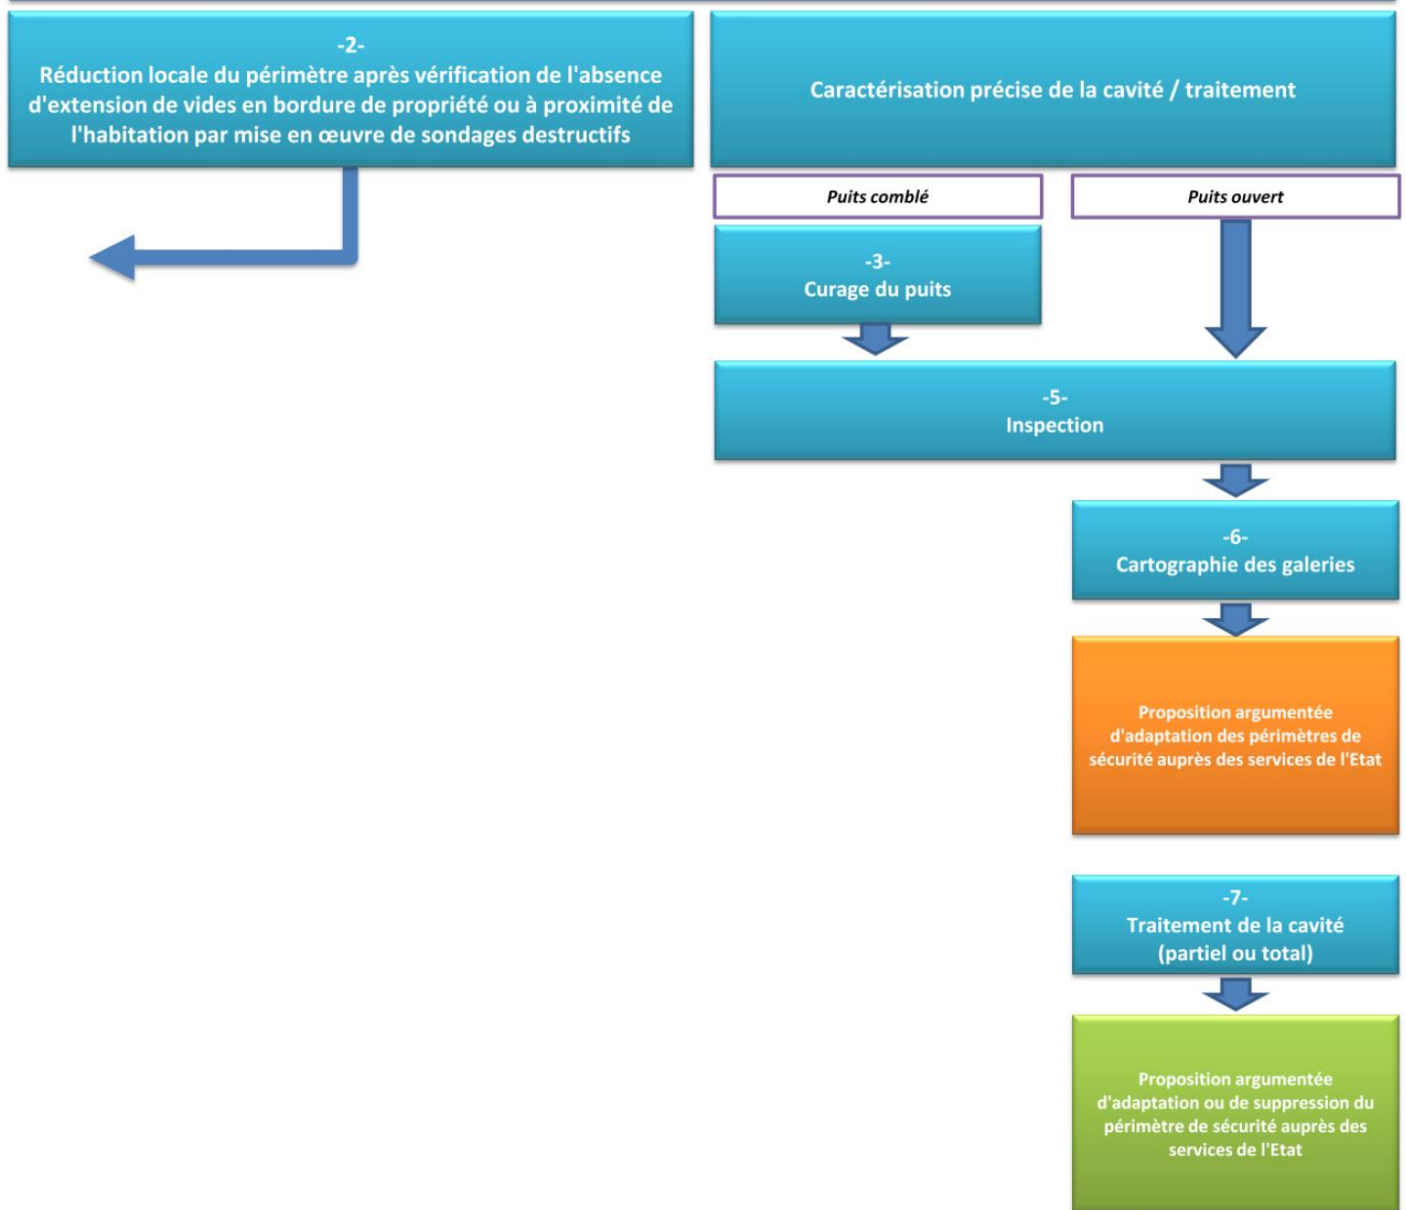 -2-
Réduction locale du périmètre après vérification de l'absence
d'extension de vides en bordure de propriété ou à proximité de
l'habitation par mise en œuvre de sondages destructifs
Caractérisation précise de la cavité / traitement
Puits comblé
Puits ouvert
-3-
Curage du puits
-5-
Inspection
-6-
Cartographie des galeries
Proposition argumentée
d'adaptation des périmètres de
sécurité auprès des services de l'Etat
-7-
Traitement de la cavité
(partiel ou total)
Proposition argumentée
d'adaptation ou de suppression du
périmètre de sécurité auprès des
services de l'Etat